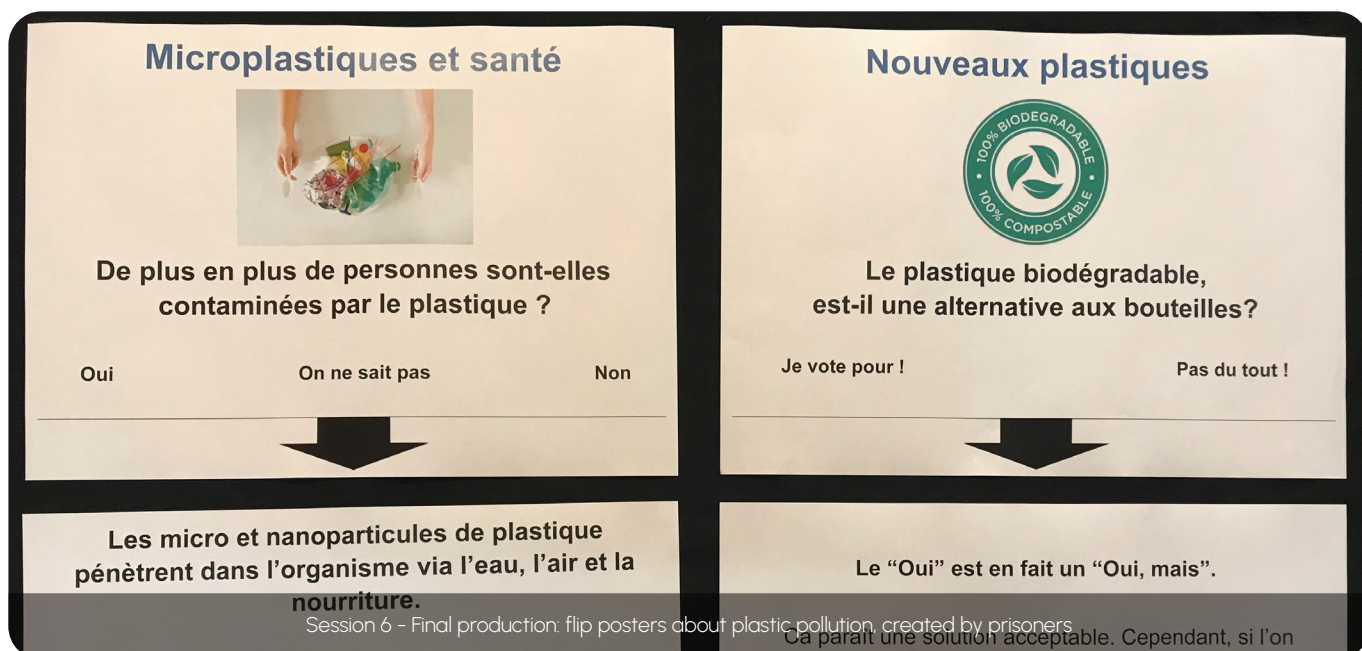 Microplastiques et santé
De plus en plus de personnes sont-elles
contaminées par le plastique ?
Oui On ne sait pas Non
Les micro et nanoparticules de plastique
pénètrent dans l'organisme via l'eau, l'air et la
nourriture.
Nouveaux plastiques
100% BIODEGRADABLE
100% COMPOSTABLE
Le plastique biodégradable,
est-il une alternative aux bouteilles?
Je vote pour ! Pas du tout !
Le “Oui” est en fait un “Oui, mais”.
Ca paraît une solution acceptable. Cependant, si l'on
Session 6 - Final production: flip posters about plastic pollution, created by prisoners